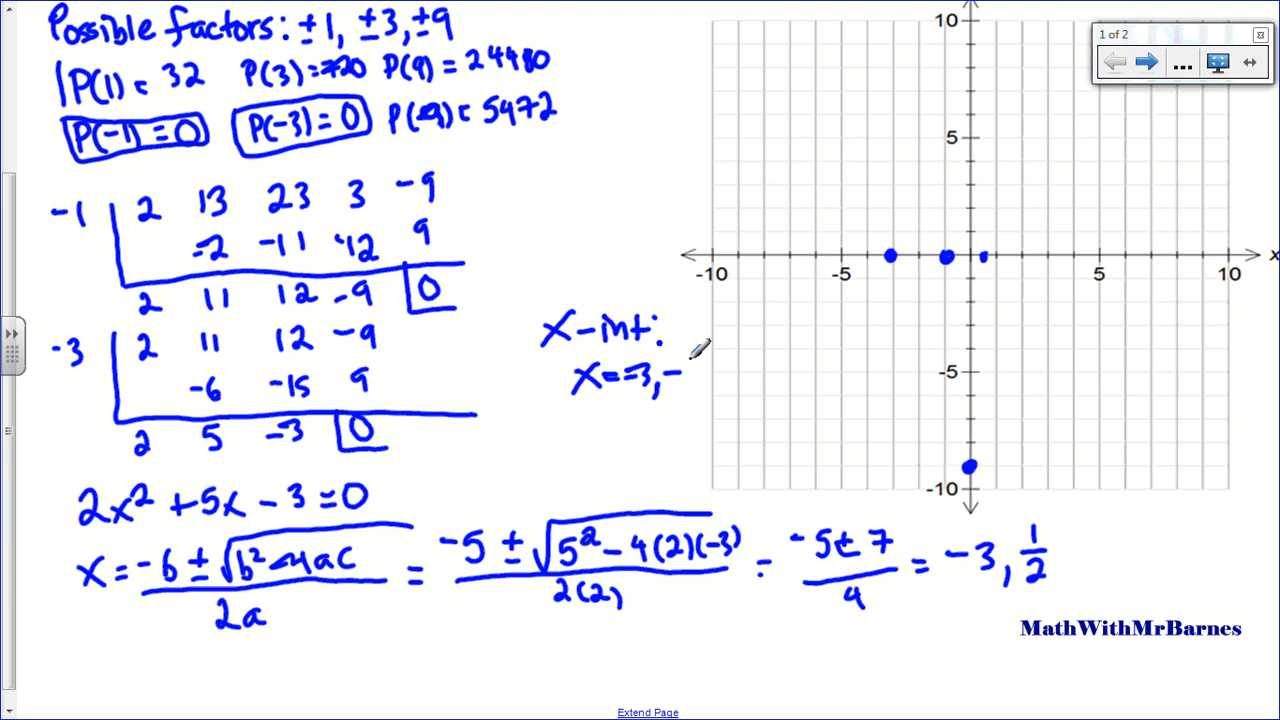 Possible factors: ±1, ±3, ±9
P(1) = 32 P(3) = 720 P(9) = 24480
P(-1) = 0 P(-3) = 0 P(-9) = 5472
-1 | 2 13 23 3 -9
-2 -11 -12 9
2 11 12 -9 0
-3 | 2 11 12 -9
-6 -15 9
2 5 -3 0
2x² + 5x - 3 = 0
x = -b ± √b² - 4ac / 2a = -5 ± √5² - 4(2)(-3) / 2(2) = -5 ± 7 / 4 = -3, 1/2
x-int:
x = -3, -
10
5
-10 -5 5 10 x
-5
-10
1 of 2
...
MathWithMrBarnes
Extend Page